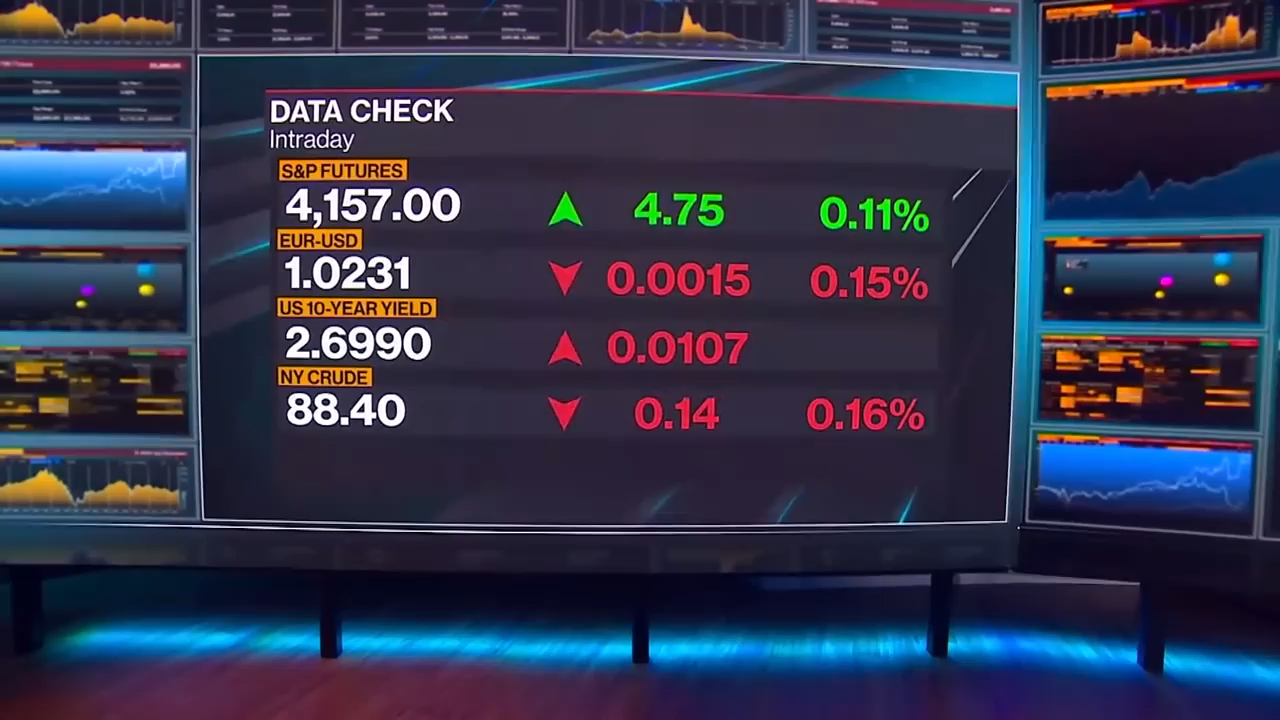 DATA CHECK
Intraday
S&P FUTURES
4,157.00 ▲ 4.75 0.11%
EUR-USD
1.0231 ▼ 0.0015 0.15%
US 10-YEAR YIELD
2.6990 ▲ 0.0107
NY CRUDE
88.40 ▼ 0.14 0.16%